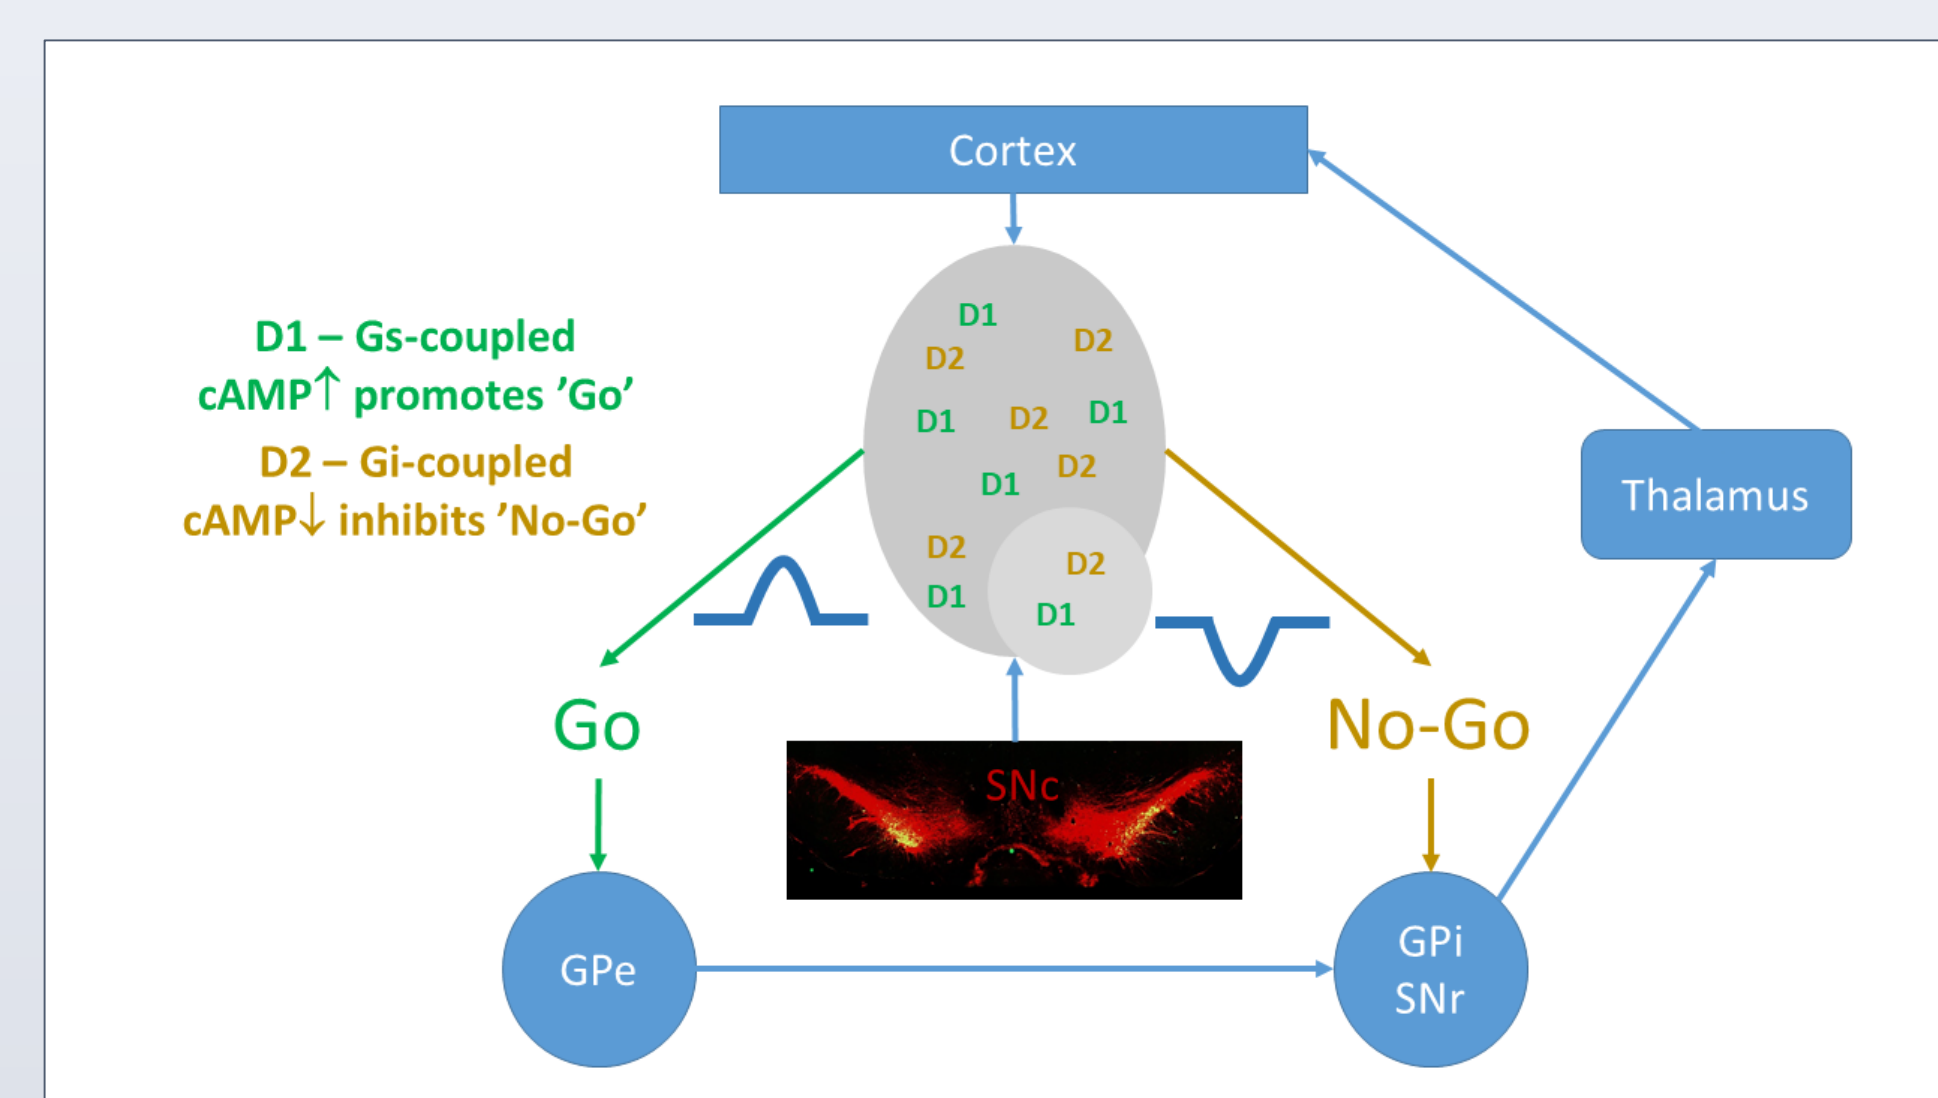 Cortex
D1
D2
D2
D1
D2
D1
D2
D1
D2
D2
D1
D1
D1 – Gs-coupled
cAMP↑ promotes ’Go’
D2 – Gi-coupled
cAMP↓ inhibits ’No-Go’
Thalamus
Go
No-Go
SNc
GPe
GPi
SNr